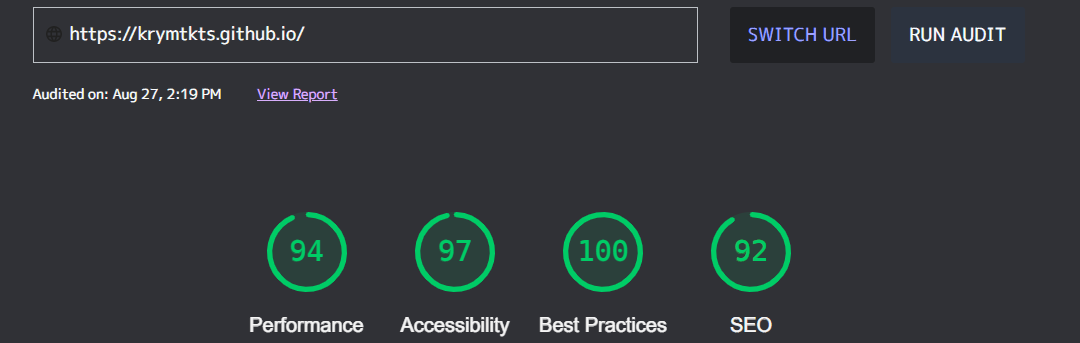 https://krymtkts.github.io/
SWITCH URL
RUN AUDIT
Audited on: Aug 27, 2:19 PM
View Report
94
97
100
92
Performance
Accessibility
Best Practices
SEO